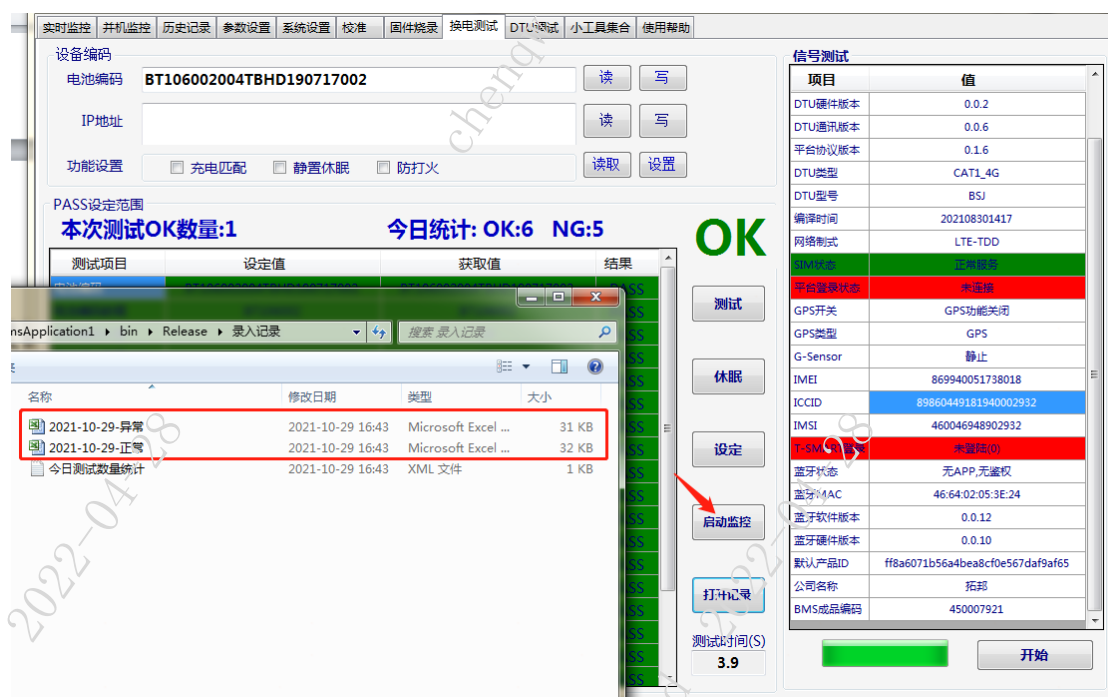 实时监控 并机监控 历史记录 参数设置 系统设置 校准 固件烧录 换电测试 DTU测试 小工具集合 使用帮助
设备编码
电池编码 BT106002004TBHD190717002 读 写
IP地址 读 写
功能设置 充电匹配 静置休眠 防打火 读取 设置
PASS设定范围
本次测试OK数量:1 今日统计: OK:6 NG:5
OK
测试项目 设定值 获取值 结果
msApplication1 bin Release 录入记录 搜索 录入记录
名称 修改日期 类型 大小
2021-10-29-异常 2021-10-29 16:43 Microsoft Excel ... 31 KB
2021-10-29-正常 2021-10-29 16:43 Microsoft Excel ... 32 KB
今日测试数量统计 2021-10-29 16:43 XML 文件 1 KB
测试
休眠
设定
启动监控
打开记录
测试时间(S)
3.9
信号测试
项目 值
DTU硬件版本 0.0.2
DTU通讯版本 0.0.6
平台协议版本 0.1.6
DTU类型 CAT1_4G
DTU型号 BSJ
编译时间 202108301417
网络制式 LTE-TDD
SIM状态 正常服务
平台登录状态 未连接
GPS开关 GPS功能关闭
GPS类型 GPS
G-Sensor 静止
IMEI 869940051738018
ICCID 89860449181940002932
IMSI 460046948902932
T-SMART登录 未登陆(0)
蓝牙状态 无APP,无鉴权
蓝牙MAC 46:64:02:05:3E:24
蓝牙软件版本 0.0.12
蓝牙硬件版本 0.0.10
默认产品ID ff8a6071b56a4bea8cf0e567daf9af65
公司名称 拓邦
BMS成品编码 450007921
开始
2022-04-28
2022-04-28